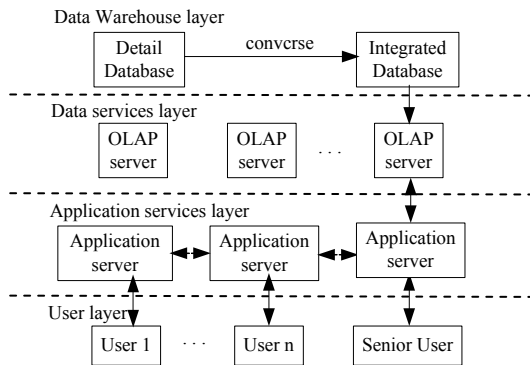 Data Warehouse layer
Detail
Database
convcrse
Integrated
Database
Data services layer
OLAP
server
OLAP
server
. . .
OLAP
server
Application services layer
Application
server
Application
server
Application
server
User layer
User 1
. . .
User n
Senior User